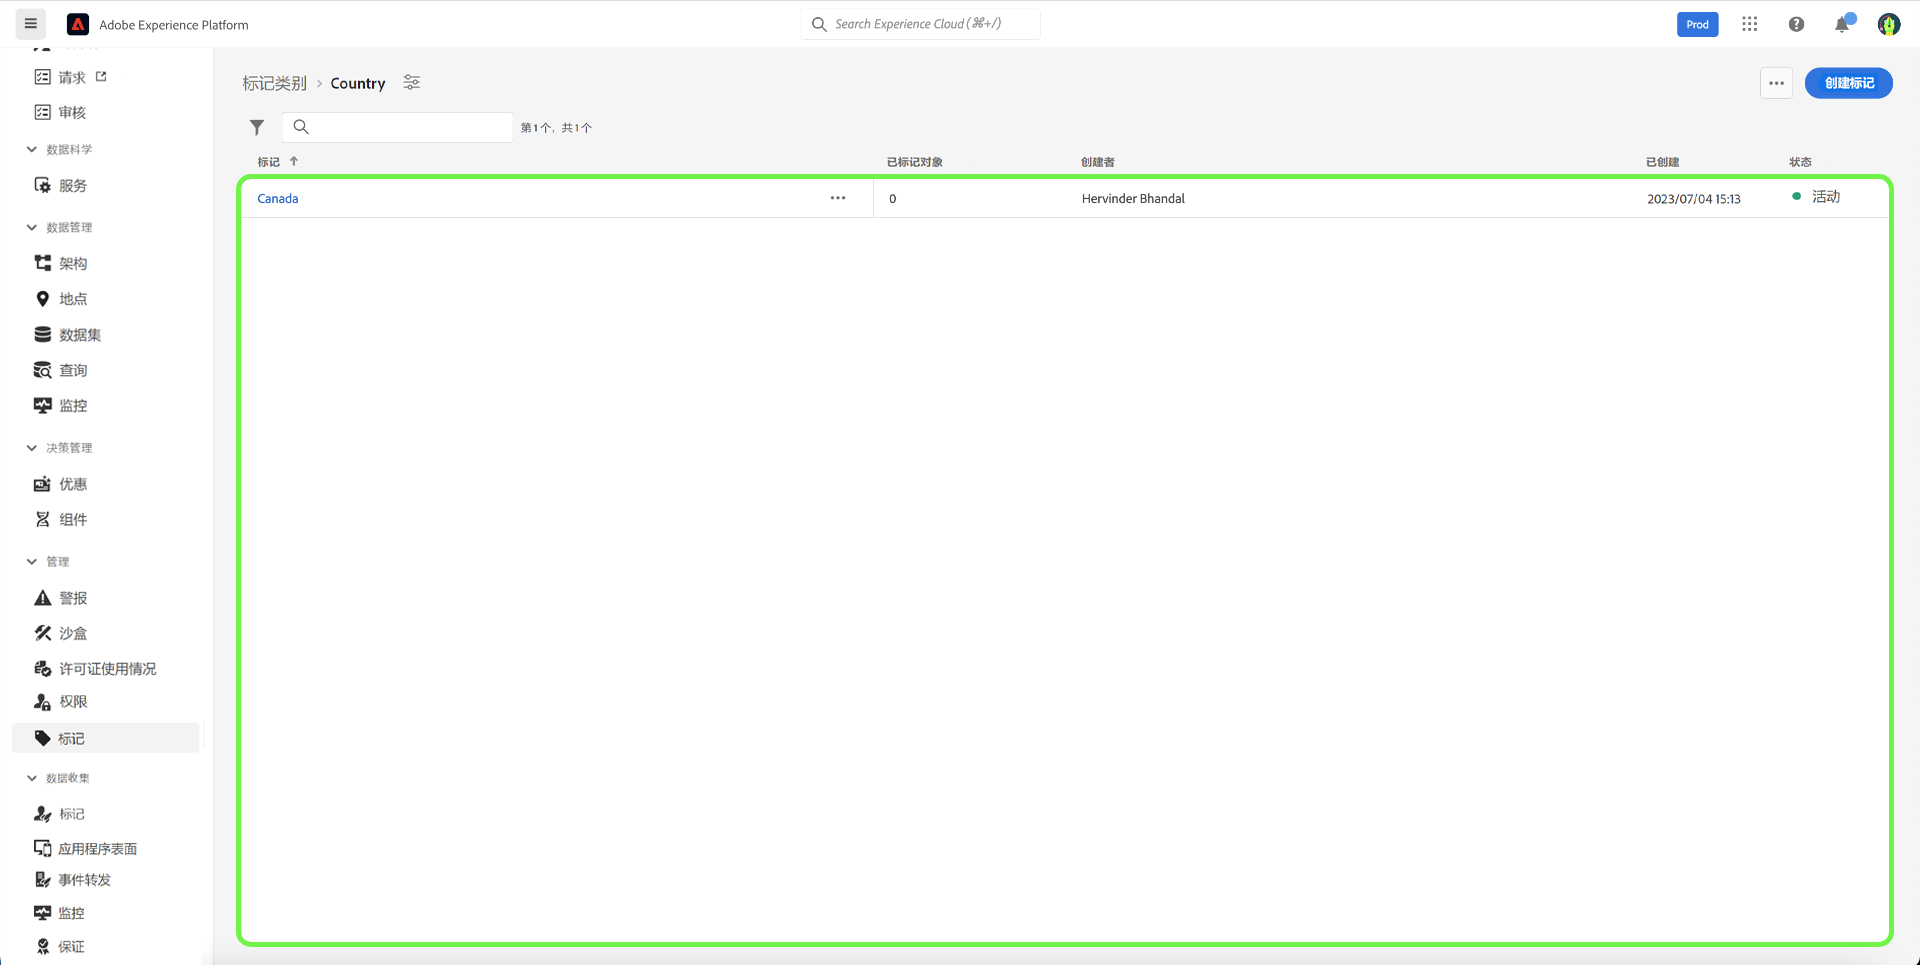 Adobe Experience Platform
Search Experience Cloud (⌘+/)
Prod
请求
审核
数据科学
服务
数据管理
架构
地点
数据集
查询
监控
决策管理
优惠
组件
管理
警报
沙盒
许可证使用情况
权限
标记
数据收集
标记
应用程序表面
事件转发
监控
保证
标记类别 > Country
创建标记
第1个, 共1个
标记 已标记对象 创建者 已创建 状态
Canada 0 Hervinder Bhandal 2023/07/04 15:13 活动